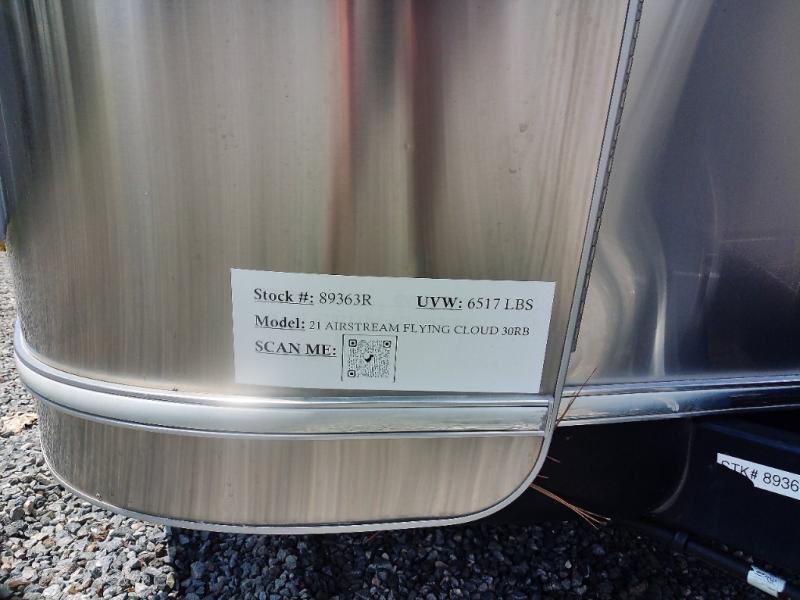 Stock #: 89363R UVW: 6517 LBS
Model: 21 AIRSTREAM FLYING CLOUD 30RB
SCAN ME:
STK# 8936